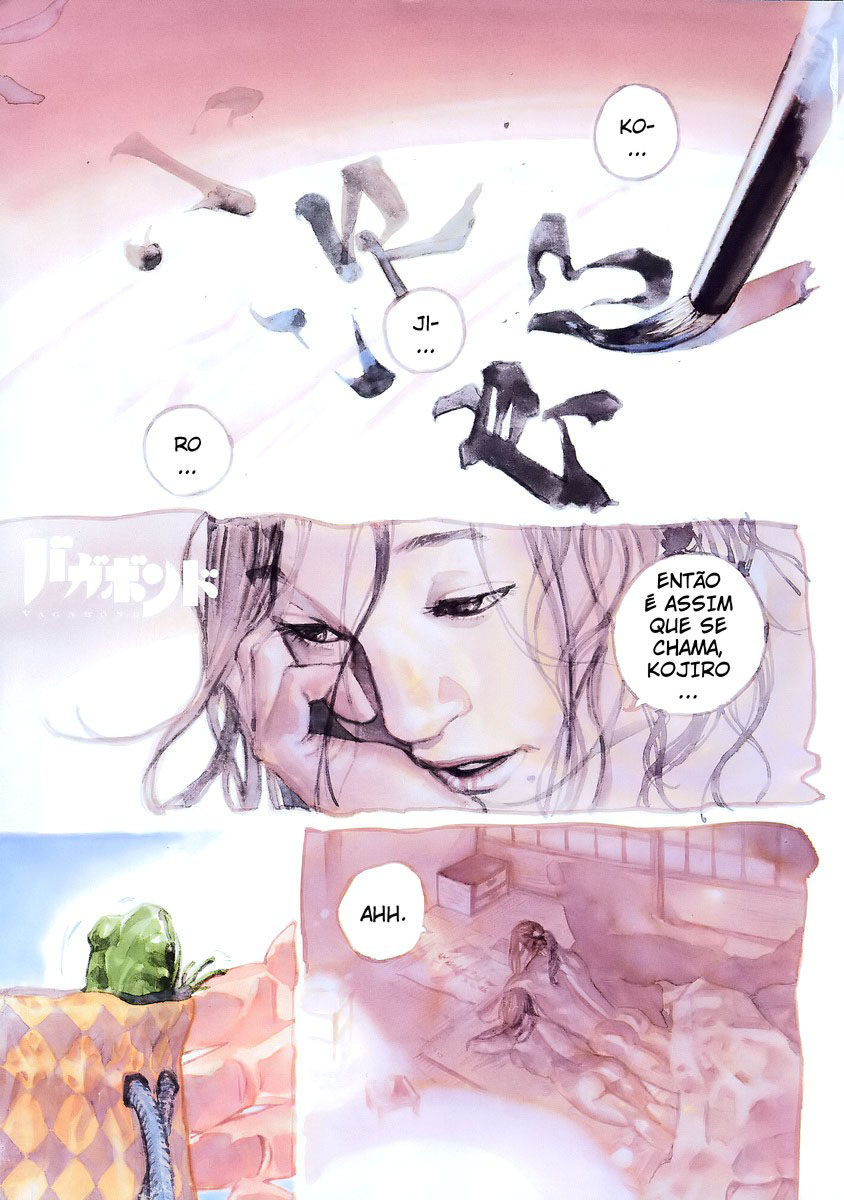 KO-
...
JI-
...
RO
...
バガボンド
VAGABOND
ENTÃO
É ASSIM
QUE SE
CHAMA,
KOJIRO
...
AHH.